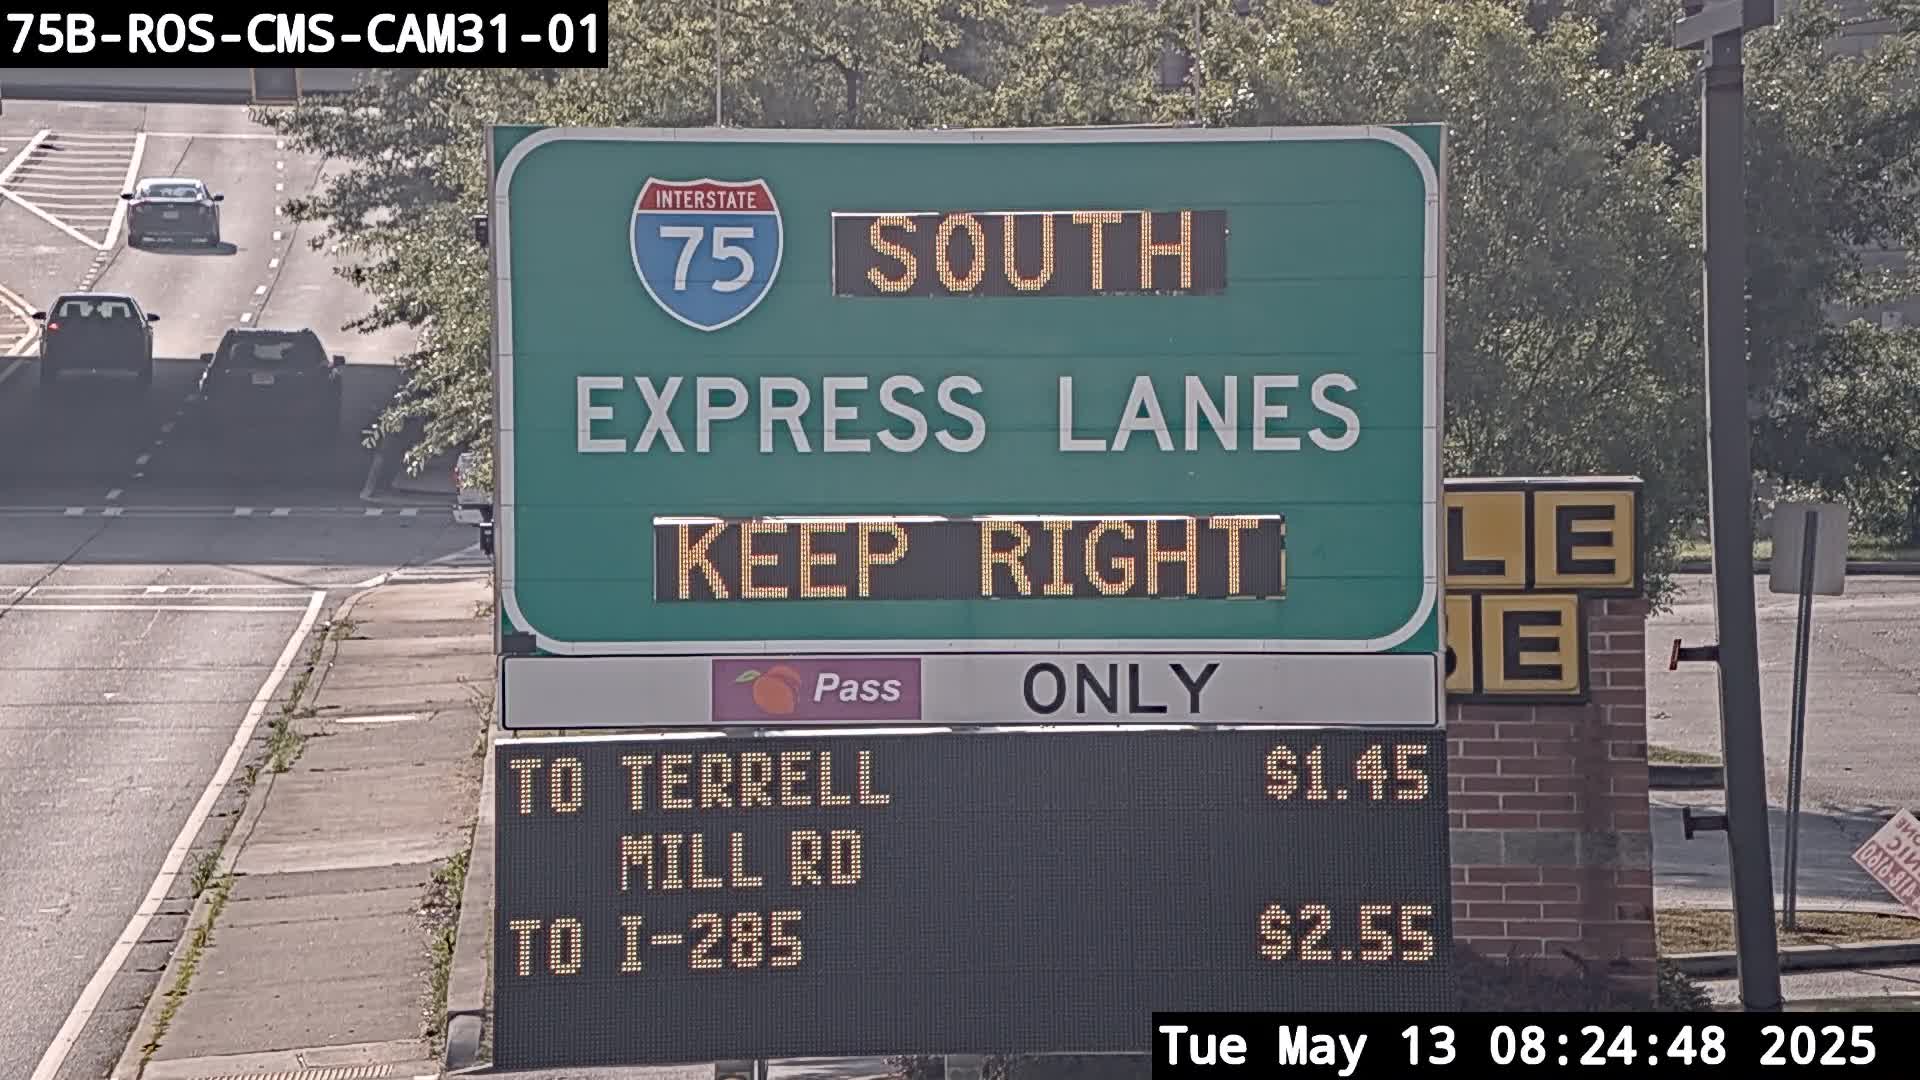 75B-ROS-CMS-CAM31-01
INTERSTATE
75
SOUTH
EXPRESS LANES
KEEP RIGHT
LE
E
Pass ONLY
TO TERRELL $1.45
MILL RD
TO I-285 $2.55
Tue May 13 08:24:48 2025